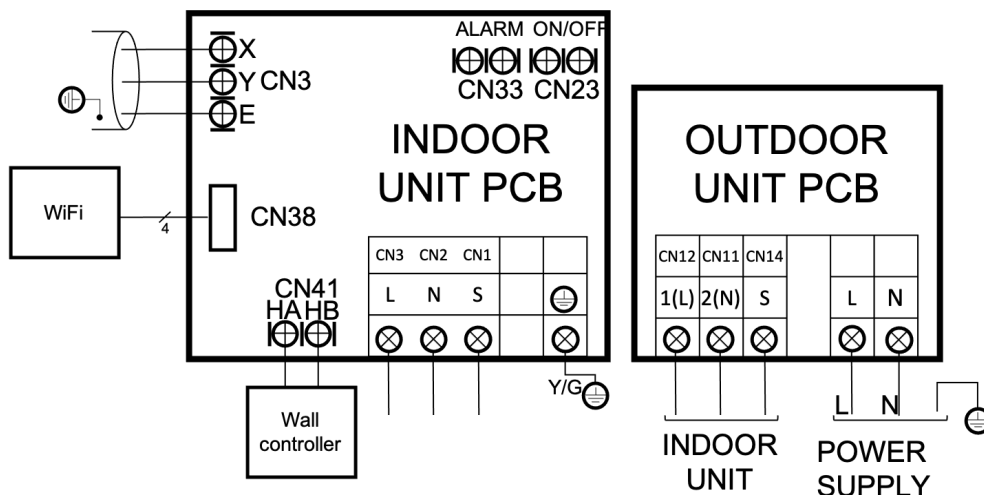 ALARM ON/OFF
X
Y CN3
E
CN33 CN23
INDOOR
UNIT PCB
WiFi
4
CN38
CN3 CN2 CN1
L N S
CN41
HA HB
Wall
controller
Y/G
OUTDOOR
UNIT PCB
CN12 CN11 CN14
1(L) 2(N) S L N
L N
INDOOR
UNIT
POWER
SUPPLY